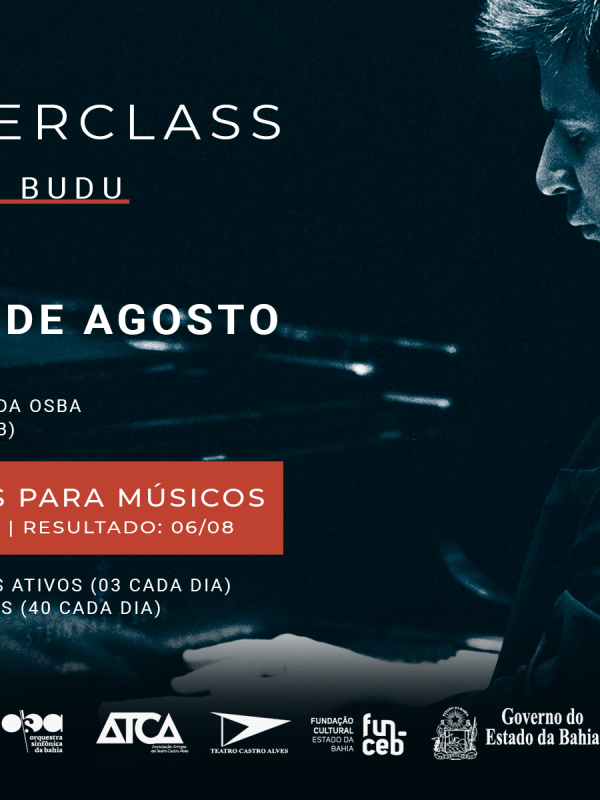 ERCLASS
BUDU
DE AGOSTO
DA OSBA
B)
S PARA MÚSICOS
| RESULTADO: 06/08
S ATIVOS (03 CADA DIA)
S (40 CADA DIA)
orquestra
sinfônica
da bahia
ATCA
Associação Amigos
do Teatro Castro Alves
TEATRO CASTRO ALVES
FUNDAÇÃO
CULTURAL
ESTADO DA
BAHIA
fun_
ceb
Governo do
Estado da Bahia